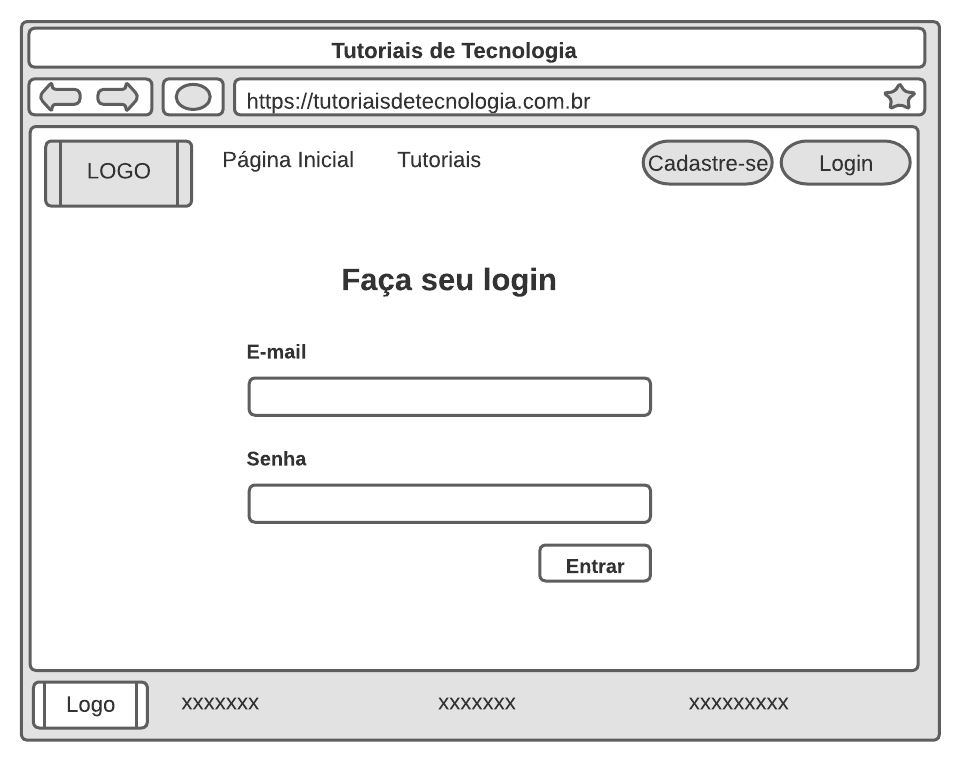 Tutoriais de Tecnologia
https://tutoriaisdetecnologia.com.br
LOGO
Página Inicial
Tutoriais
Cadastre-se
Login
Faça seu login
E-mail
Senha
Entrar
Logo
xxxxxxx
xxxxxxx
xxxxxxxxx